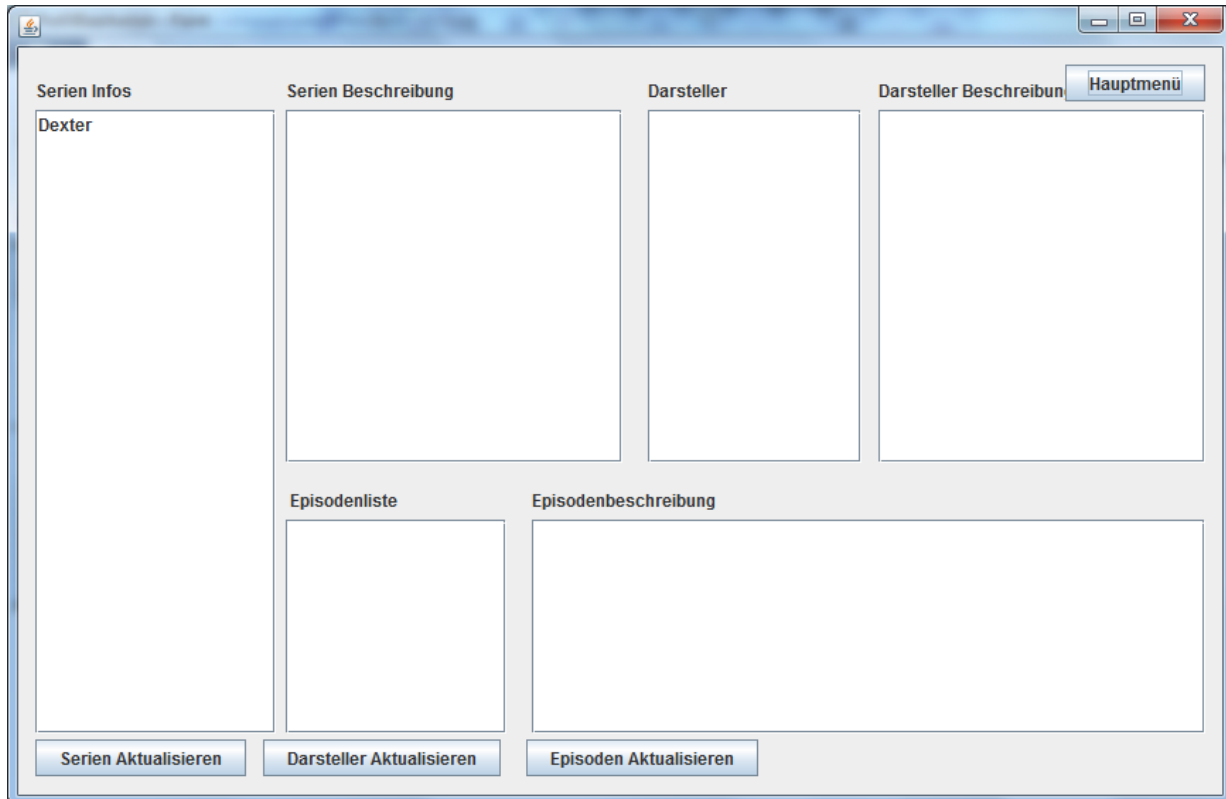 Serien Infos
Serien Beschreibung
Darsteller
Darsteller Beschreibun
Hauptmenü
Dexter
Episodenliste
Episodenbeschreibung
Serien Aktualisieren
Darsteller Aktualisieren
Episoden Aktualisieren